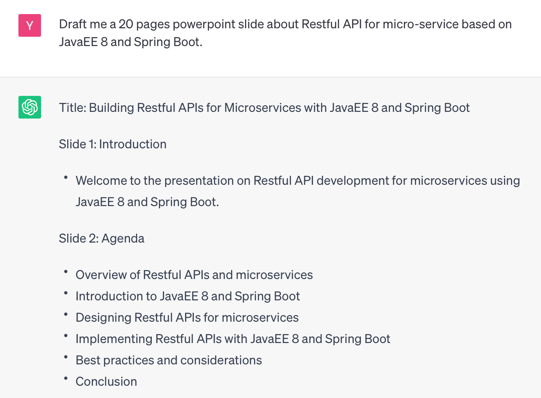 Y
Draft me a 20 pages powerpoint slide about Restful API for micro-service based on
JavaEE 8 and Spring Boot.
Title: Building Restful APIs for Microservices with JavaEE 8 and Spring Boot
Slide 1: Introduction
• Welcome to the presentation on Restful API development for microservices using
JavaEE 8 and Spring Boot.
Slide 2: Agenda
• Overview of Restful APIs and microservices
• Introduction to JavaEE 8 and Spring Boot
• Designing Restful APIs for microservices
• Implementing Restful APIs with JavaEE 8 and Spring Boot
• Best practices and considerations
• Conclusion